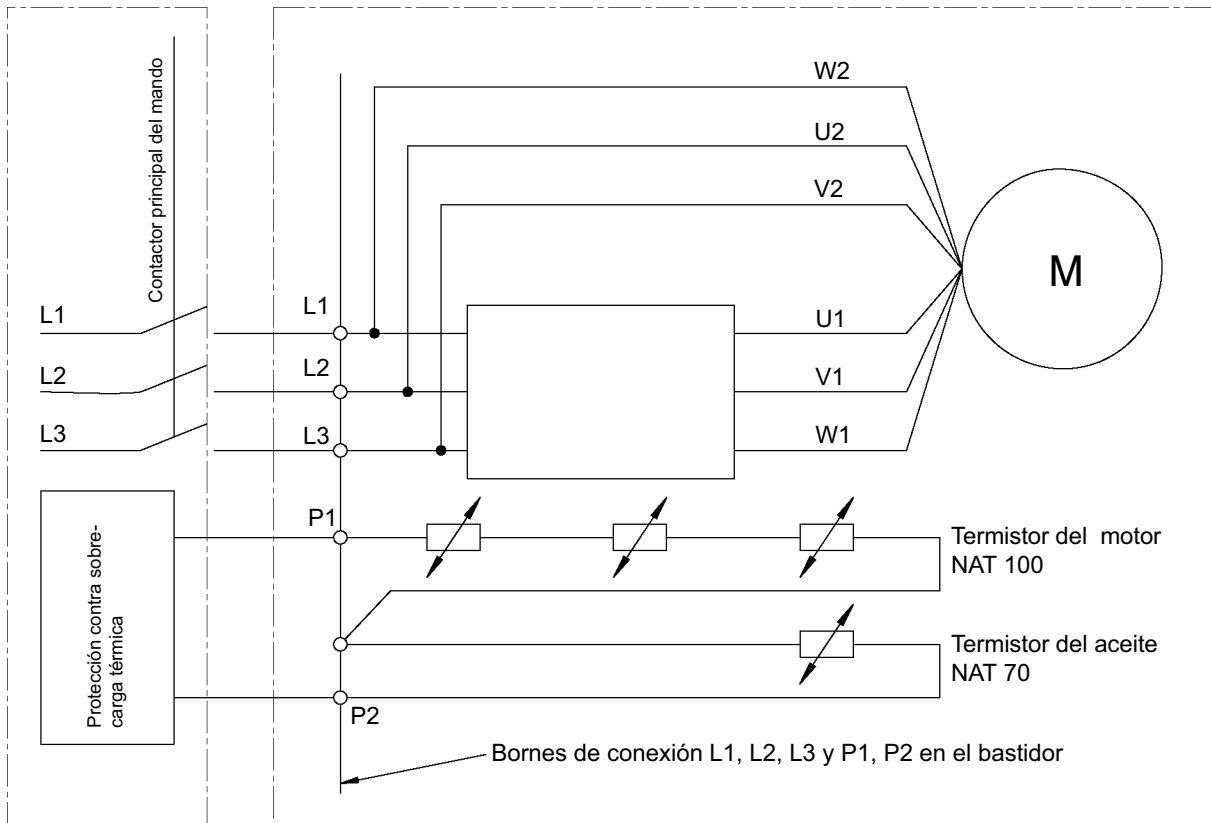 Contactor principal del mando
W2
U2
V2
M
L1
L1
U1
L2
L2
V1
L3
L3
W1
P1
Termistor del motor
NAT 100
Protección contra sobre-
carga térmica
Termistor del aceite
NAT 70
P2
Bornes de conexión L1, L2, L3 y P1, P2 en el bastidor